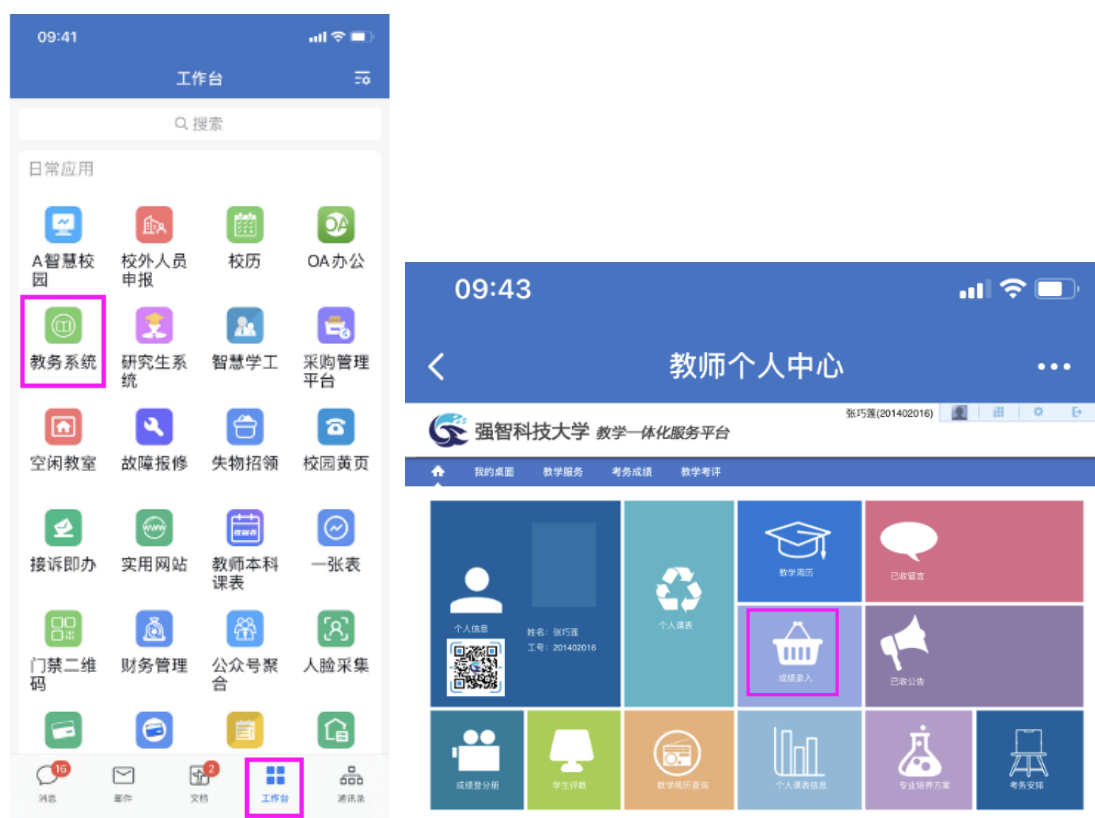 09:41
工作台
搜索
日常应用
A智慧校
园
校外人员
申报
校历
OA办公
教务系统
研究生系
统
智慧学工
采购管理
平台
空闲教室
故障报修
失物招领
校园黄页
接诉即办
实用网站
教师本科
课表
一张表
门禁二维
码
财务管理
公众号聚
合
人脸采集
16
2
消息
邮件
文档
工作台
通讯录
09:43
教师个人中心
强智科技大学 教学一体化服务平台
张巧莲(201402016)
我的桌面
教学服务
考务成绩
教学考评
个人信息
姓名: 张巧莲
工号: 201402016
个人课表
教学周历
已收留言
成绩录入
已收公告
成绩登分册
学生评教
教学周历查询
个人课表信息
专业培养方案
考务安排